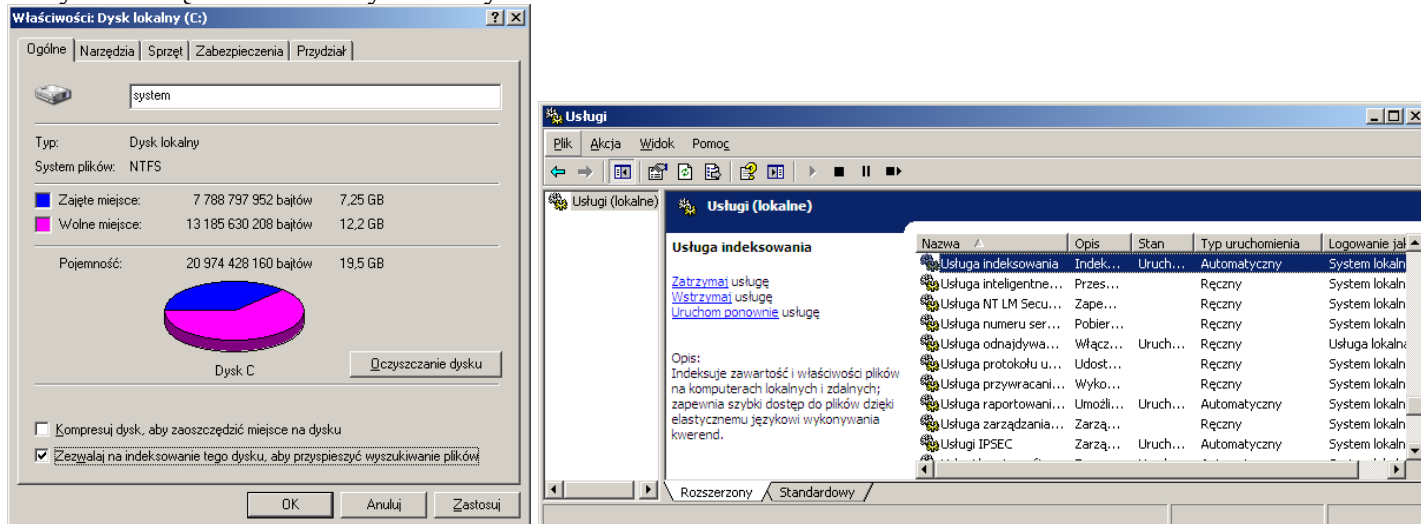 Właściwości: Dysk lokalny (C:)
Ogólne Narzędzia Sprzęt Zabezpieczenia Przydział
system
Typ: Dysk lokalny
System plików: NTFS
Zajęte miejsce: 7 788 797 952 bajtów 7,25 GB
Wolne miejsce: 13 185 630 208 bajtów 12,2 GB
Pojemność: 20 974 428 160 bajtów 19,5 GB
Dysk C
Oczyszczanie dysku
Kompresuj dysk, aby zaoszczędzić miejsce na dysku
Zezwalaj na indeksowanie tego dysku, aby przyspieszyć wyszukiwanie plików
OK Anuluj Zastosuj
Usługi
Plik Akcja Widok Pomoc
Usługi (lokalne)
Usługi (lokalne)
Usługa indeksowania
Zatrzymaj usługę
Wstrzymaj usługę
Uruchom ponownie usługę
Opis:
Indeksuje zawartość i właściwości plików
na komputerach lokalnych i zdalnych;
zapewnia szybki dostęp do plików dzięki
elastycznemu językowi wykonywania
kwerend.
Nazwa Opis Stan Typ uruchomienia Logowanie jak
Usługa indeksowania Indek... Uruch... Automatyczny System lokaln
Usługa inteligentne... Przes... Ręczny System lokaln
Usługa NT LM Secu... Zape... Ręczny System lokaln
Usługa numeru ser... Pobier... Ręczny System lokaln
Usługa odnajdywa... Włącz... Uruch... Ręczny Usługa lokalna
Usługa protokołu u... Udost... Ręczny System lokaln
Usługa przywracani... Wyko... Ręczny System lokaln
Usługa raportowani... Umożli... Uruch... Automatyczny System lokaln
Usługa zarządzania... Zarzą... Ręczny System lokaln
Usługi IPSEC Zarzą... Uruch... Automatyczny System lokaln
Rozszerzony Standardowy